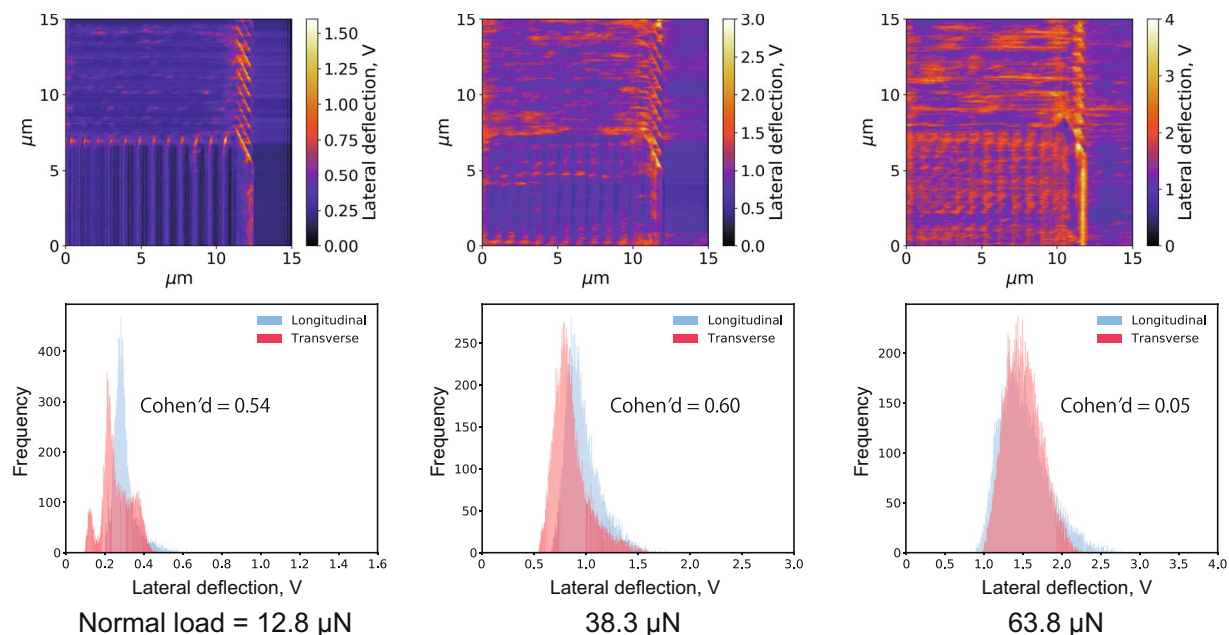 15
10
5
0
µm
0 5 10 15
µm
1.50
1.25
1.00
0.75
0.50
0.25
0.00
Lateral deflection, V
15
10
5
0
µm
0 5 10 15
µm
3.0
2.5
2.0
1.5
1.0
0.5
0.0
Lateral deflection, V
15
10
5
0
µm
0 5 10 15
µm
4
3
2
1
0
Lateral deflection, V
Frequency
400
300
200
100
0
Longitudinal
Transverse
Cohen'd = 0.54
0 0.2 0.4 0.6 0.8 1.0 1.2 1.4 1.6
Lateral deflection, V
Normal load = 12.8 µN
Frequency
250
200
150
100
50
0
Longitudinal
Transverse
Cohen'd = 0.60
0 0.5 1.0 1.5 2.0 2.5 3.0
Lateral deflection, V
38.3 µN
Frequency
200
150
100
50
0
Longitudinal
Transverse
Cohen'd = 0.05
0 0.5 1.0 1.5 2.0 2.5 3.0 3.5 4.0
Lateral deflection, V
63.8 µN